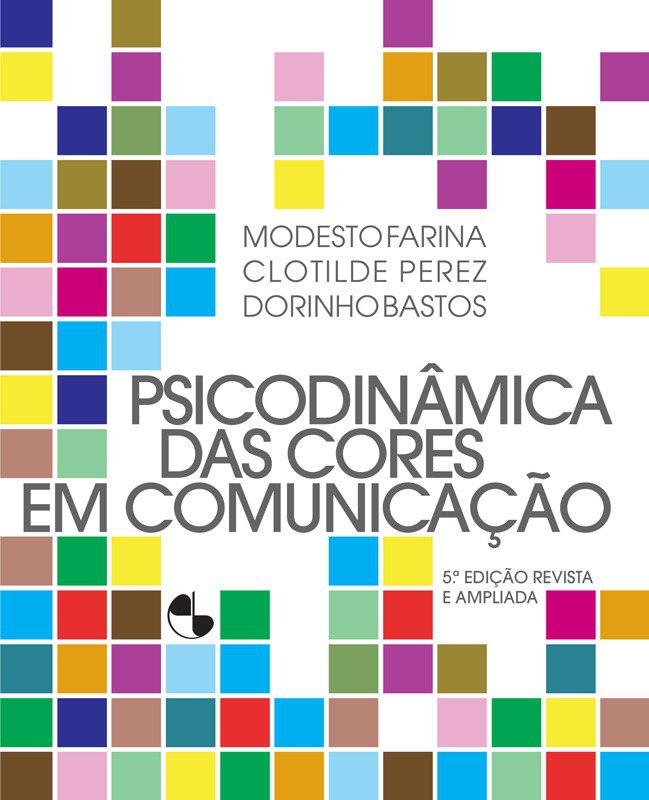 MODESTO FARINA
CLOTILDE PEREZ
DORINHO BASTOS
PSICODINÂMICA
DAS CORES
EM COMUNICAÇÃO
5.ª EDIÇÃO REVISTA
E AMPLIADA